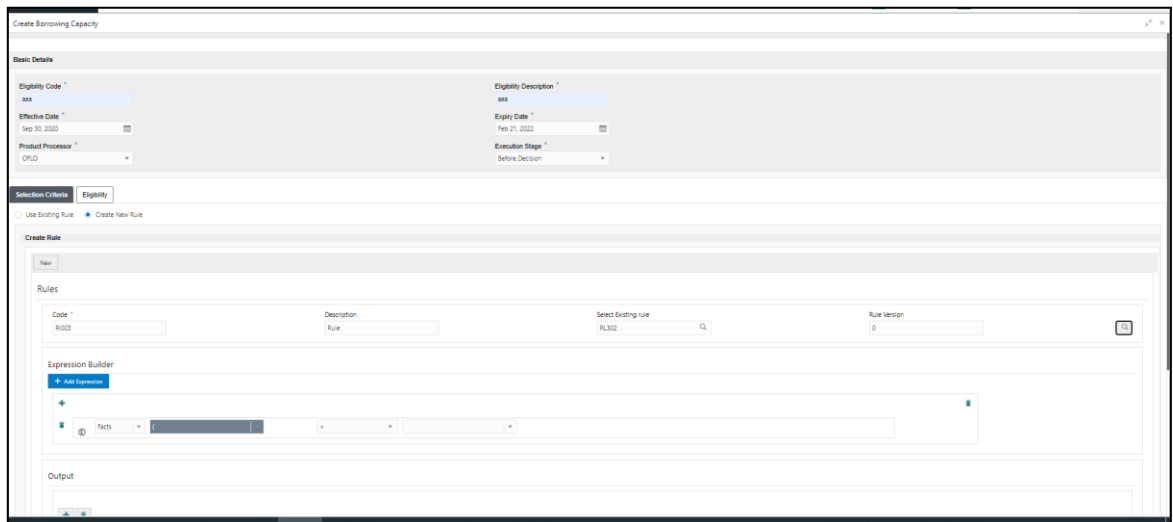 Create Borrowing Capacity
Basic Details
Eligibility Code * Eligibility Description *
aaa aaa
Effective Date * Expiry Date *
Sep 30, 2020 Feb 21, 2022
Product Processor * Execution Stage *
OFLO Before Decision
Selection Criteria Eligibility
Use Existing Rule Create New Rule
Create Rule
New
Rules
Code * Description Select Existing rule Rule Version
RI003 Rule RL302 0
Expression Builder
+ Add Expression
Facts ( <
Output